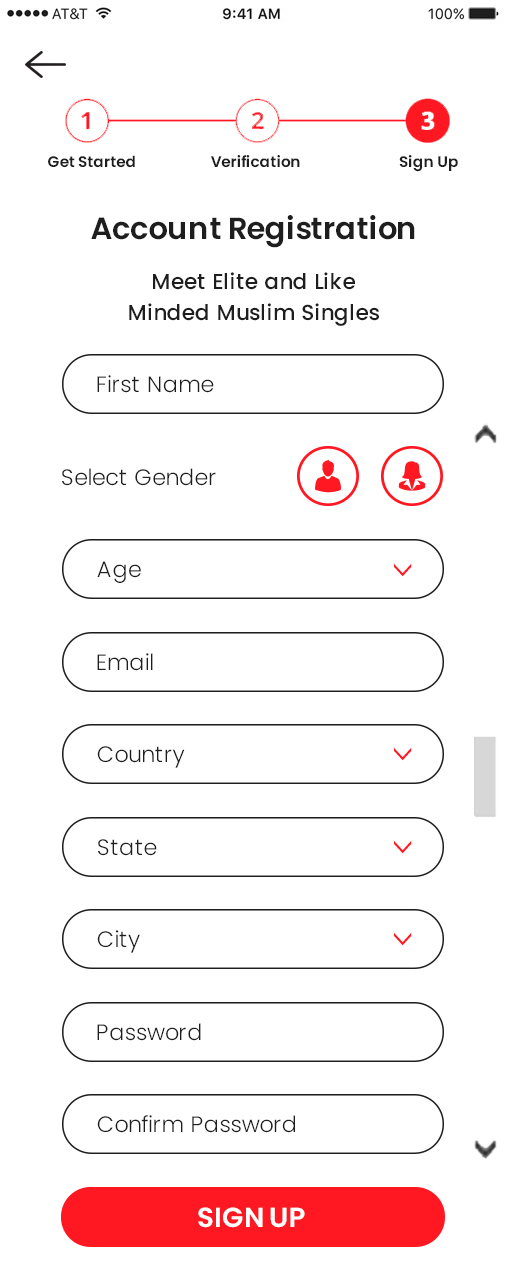 AT&T 9:41 AM 100%
1 2 3
Get Started Verification Sign Up
Account Registration
Meet Elite and Like
Minded Muslim Singles
First Name
Select Gender
Age
Email
Country
State
City
Password
Confirm Password
SIGN UP